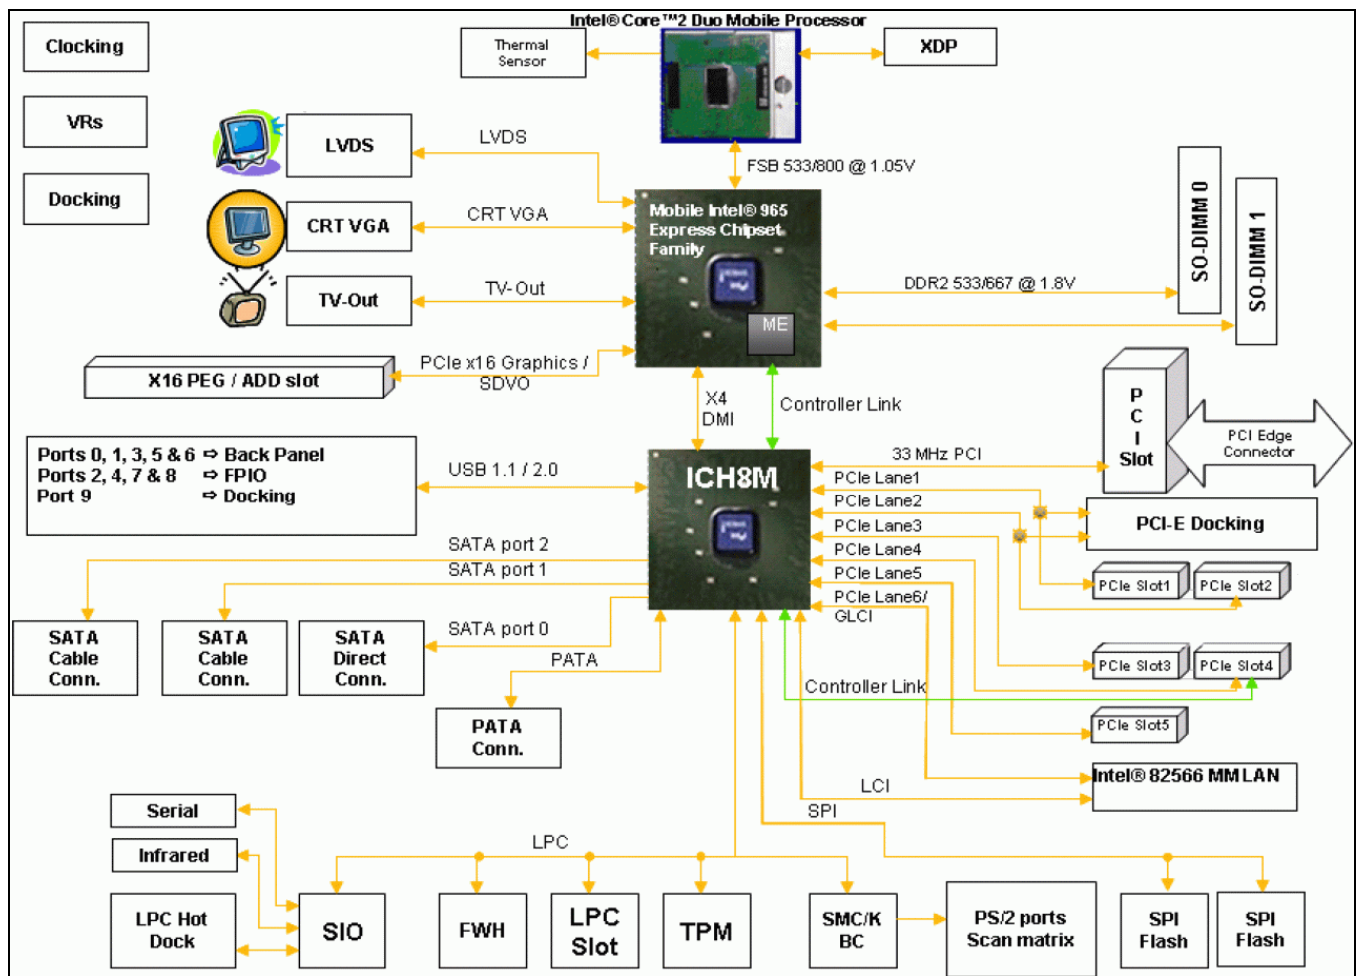 Intel® Core™2 Duo Mobile Processor
Clocking
Thermal
Sensor
XDP
VRs
LVDS
LVDS
FSB 533/800 @ 1.05V
Docking
CRT VGA
CRT VGA
Mobile Intel® 965
Express Chipset
Family
SO-DIMM 0
SO-DIMM 1
TV-Out
TV-Out
DDR2 533/667 @ 1.8V
ME
X16 PEG / ADD slot
PCIe x16 Graphics /
SDVO
X4
DMI
Controller Link
PCI
Slot
PCI Edge
Connector
Ports 0, 1, 3, 5 & 6 ⇨ Back Panel
Ports 2, 4, 7 & 8 ⇨ FPIO
Port 9 ⇨ Docking
USB 1.1 / 2.0
ICH8M
33 MHz PCI
PCIe Lane1
PCIe Lane2
PCIe Lane3
PCIe Lane4
PCIe Lane5
PCIe Lane6/
GLCI
PCI-E Docking
SATA port 2
SATA port 1
SATA port 0
PCIe Slot1
PCIe Slot2
SATA
Cable
Conn.
SATA
Cable
Conn.
SATA
Direct
Conn.
PATA
PCIe Slot3
PCIe Slot4
Controller Link
PATA
Conn.
PCIe Slot5
Intel® 82566 MM LAN
LCI
SPI
Serial
Infrared
LPC
LPC Hot
Dock
SIO
FWH
LPC
Slot
TPM
SMC/K
BC
PS/2 ports
Scan matrix
SPI
Flash
SPI
Flash